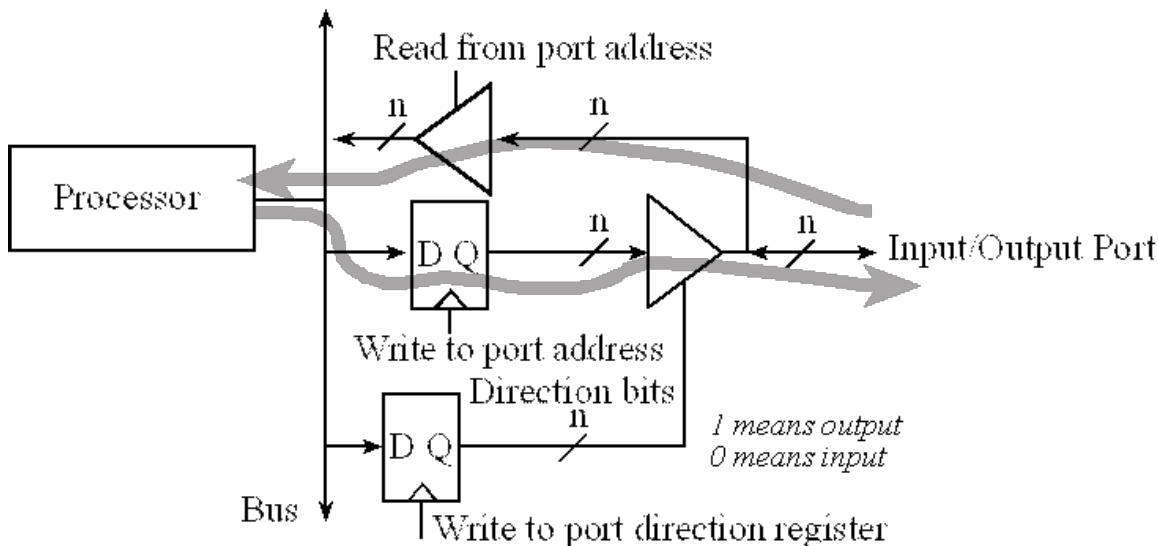 Read from port address
n
n
Processor
D Q
n
n
Input/Output Port
Write to port address
Direction bits
n
1 means output
0 means input
D Q
Bus
Write to port direction register